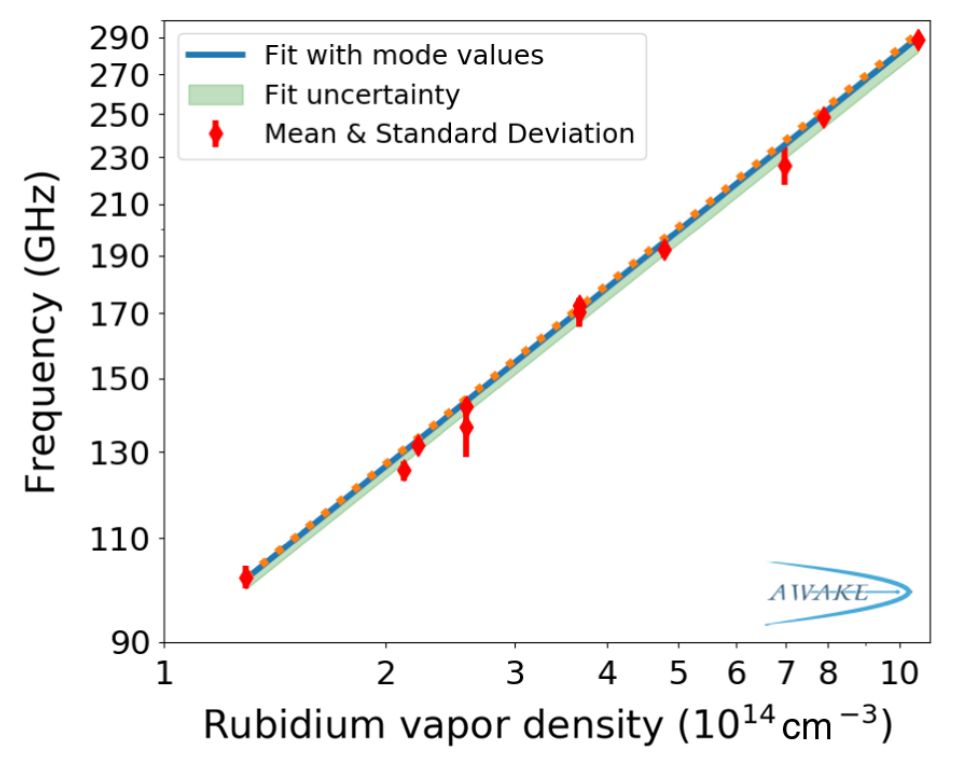 Fit with mode values
Fit uncertainty
Mean & Standard Deviation
290
270
250
230
210
190
170
150
130
110
90
Frequency (GHz)
1 2 3 4 5 6 7 8 10
Rubidium vapor density (10¹⁴ cm⁻³)
AWAKE